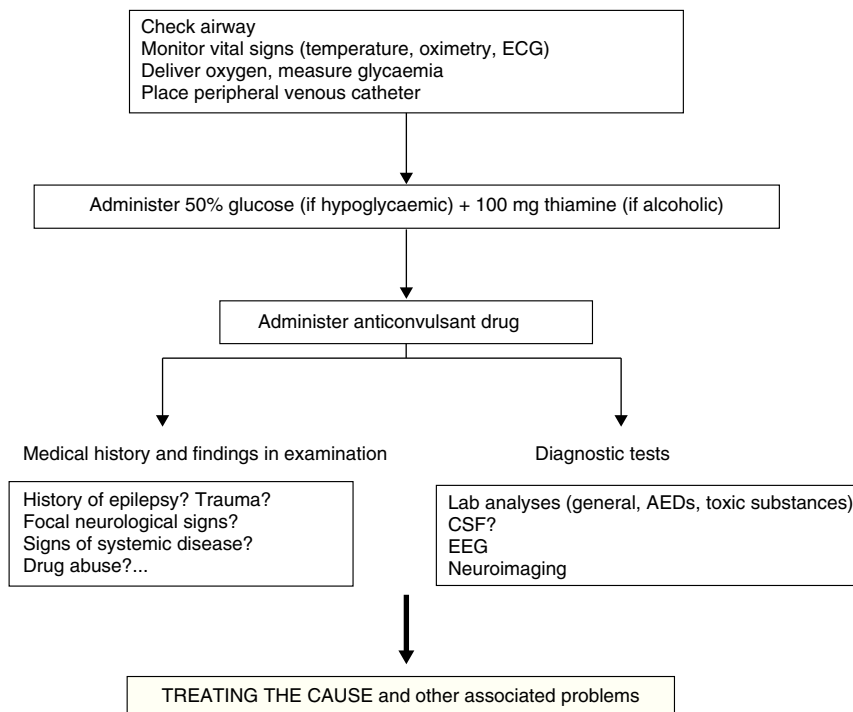 Check airway
Monitor vital signs (temperature, oximetry, ECG)
Deliver oxygen, measure glycaemia
Place peripheral venous catheter
Administer 50% glucose (if hypoglycaemic) + 100 mg thiamine (if alcoholic)
Administer anticonvulsant drug
Medical history and findings in examination
History of epilepsy? Trauma?
Focal neurological signs?
Signs of systemic disease?
Drug abuse?...
Diagnostic tests
Lab analyses (general, AEDs, toxic substances)
CSF?
EEG
Neuroimaging
TREATING THE CAUSE and other associated problems